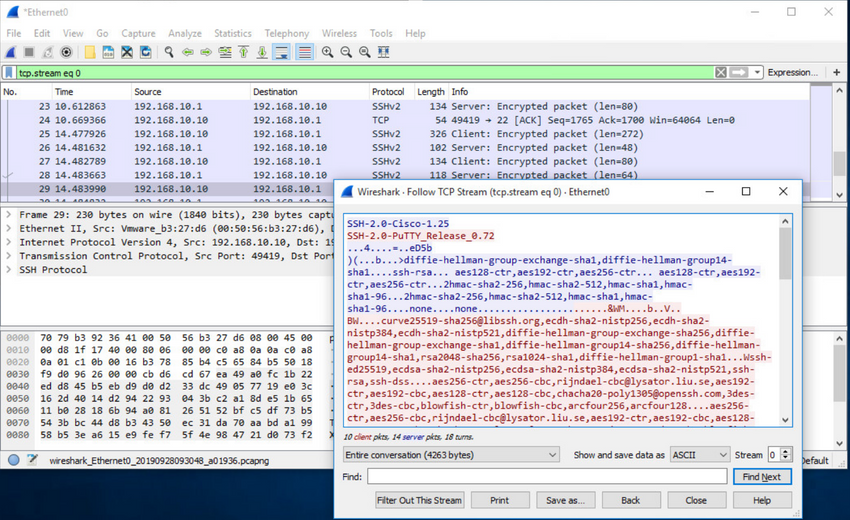 *Ethernet0
File Edit View Go Capture Analyze Statistics Telephony Wireless Tools Help
tcp.stream eq 0
Expression... +
No. Time Source Destination Protocol Length Info
23 10.612863 192.168.10.1 192.168.10.10 SSHv2 134 Server: Encrypted packet (len=80)
24 10.669366 192.168.10.10 192.168.10.1 TCP 54 49419 → 22 [ACK] Seq=1765 Ack=1700 Win=64064 Len=0
25 14.477926 192.168.10.10 192.168.10.1 SSHv2 326 Client: Encrypted packet (len=272)
26 14.481632 192.168.10.1 192.168.10.10 SSHv2 102 Server: Encrypted packet (len=48)
27 14.482789 192.168.10.10 192.168.10.1 SSHv2 134 Client: Encrypted packet (len=80)
28 14.483663 192.168.10.1 192.168.10.10 SSHv2 118 Server: Encrypted packet (len=64)
29 14.483990 192.168.10.10 192.168.10.1
Frame 29: 230 bytes on wire (1840 bits), 230 bytes captu
Ethernet II, Src: Vmware_b3:27:d6 (00:50:56:b3:27:d6), D
Internet Protocol Version 4, Src: 192.168.10.10, Dst: 19
Transmission Control Protocol, Src Port: 49419, Dst Port
SSH Protocol
0000 70 79 b3 92 36 41 00 50 56 b3 27 d6 08 00 45 00 p
0010 00 d8 1f 17 40 00 80 06 00 00 c0 a8 0a 0a c0 a8
0020 0a 01 c1 0b 00 16 b3 78 85 b4 c5 65 84 b5 50 18
0030 f9 d0 96 26 00 00 cb d6 cd 67 ea 49 a0 fc 1b 22
0040 ed d8 45 b5 eb d9 d0 d2 33 dc 49 05 77 19 e0 3c
0050 16 2d 40 14 d2 94 22 93 04 3b c2 a1 8d e5 1b 65
0060 11 b0 28 18 6b 94 a0 81 26 51 52 bf c5 df 73 b5
0070 54 3b bc 44 d8 b3 43 50 ec 31 da 70 aa bd a1 99 T
0080 58 b5 3e a6 15 e9 fe f7 5f 4e 98 47 21 d0 73 f2 X
wireshark_Ethernet0_20190928093048_a01936.pcapng
Default
Wireshark · Follow TCP Stream (tcp.stream eq 0) · Ethernet0
SSH-2.0-Cisco-1.25
SSH-2.0-PuTTY_Release_0.72
...4....=..eD5b
)(...b...>diffie-hellman-group-exchange-sha1,diffie-hellman-group14-
sha1....ssh-rsa... aes128-ctr,aes192-ctr,aes256-ctr... aes128-ctr,aes192-
ctr,aes256-ctr...2hmac-sha2-256,hmac-sha2-512,hmac-sha1,hmac-
sha1-96...2hmac-sha2-256,hmac-sha2-512,hmac-sha1,hmac-
sha1-96....none....none......................&WM....b..V..
BW....curve25519-sha256@libssh.org,ecdh-sha2-nistp256,ecdh-sha2-
nistp384,ecdh-sha2-nistp521,diffie-hellman-group-exchange-sha256,diffie-
hellman-group-exchange-sha1,diffie-hellman-group14-sha256,diffie-hellman-
group14-sha1,rsa2048-sha256,rsa1024-sha1,diffie-hellman-group1-sha1...Wssh-
ed25519,ecdsa-sha2-nistp256,ecdsa-sha2-nistp384,ecdsa-sha2-nistp521,ssh-
rsa,ssh-dss....aes256-ctr,aes256-cbc,rijndael-cbc@lysator.liu.se,aes192-
ctr,aes192-cbc,aes128-ctr,aes128-cbc,chacha20-poly1305@openssh.com,3des-
ctr,3des-cbc,blowfish-ctr,blowfish-cbc,arcfour256,arcfour128....aes256-
ctr,aes256-cbc,rijndael-cbc@lysator.liu.se,aes192-ctr,aes192-cbc,aes128-
10 client pkts, 14 server pkts, 18 turns.
Entire conversation (4263 bytes) Show and save data as ASCII Stream 0
Find: Find Next
Filter Out This Stream Print Save as... Back Close Help